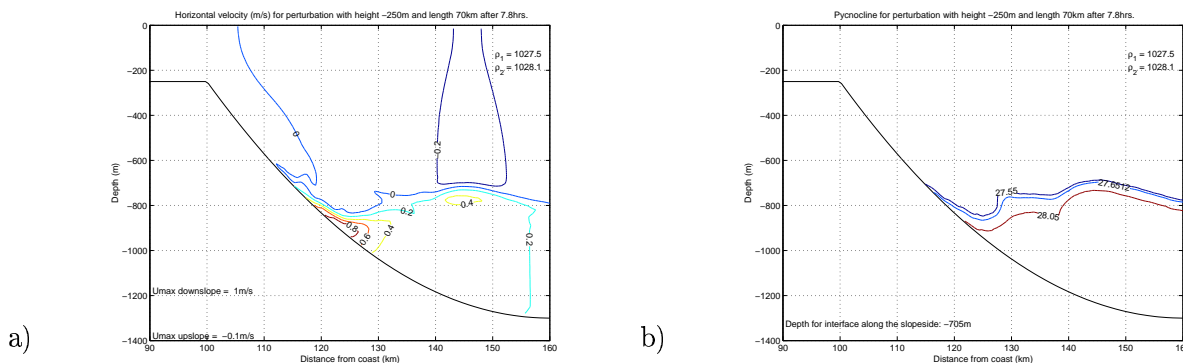 a)
Horizontal velocity (m/s) for perturbation with height −250m and length 70km after 7.8hrs.
ρ1 = 1027.5
ρ2 = 1028.1
0
−200
−400
−600
−800
−1000
−1200
−1400
Depth (m)
0
0.2
0
0.2
0.4
0.8
0.6
0.4
0.2
Umax downslope = 1m/s
Umax upslope = −0.1m/s
90 100 110 120 130 140 150 160
Distance from coast (km)
b)
Pycnocline for perturbation with height −250m and length 70km after 7.8hrs.
ρ1 = 1027.5
ρ2 = 1028.1
0
−200
−400
−600
−800
−1000
−1200
−1400
Depth (m)
27.55
27.6512
28.05
Depth for interface along the slopeside: −705m
90 100 110 120 130 140 150 160
Distance from coast (km)